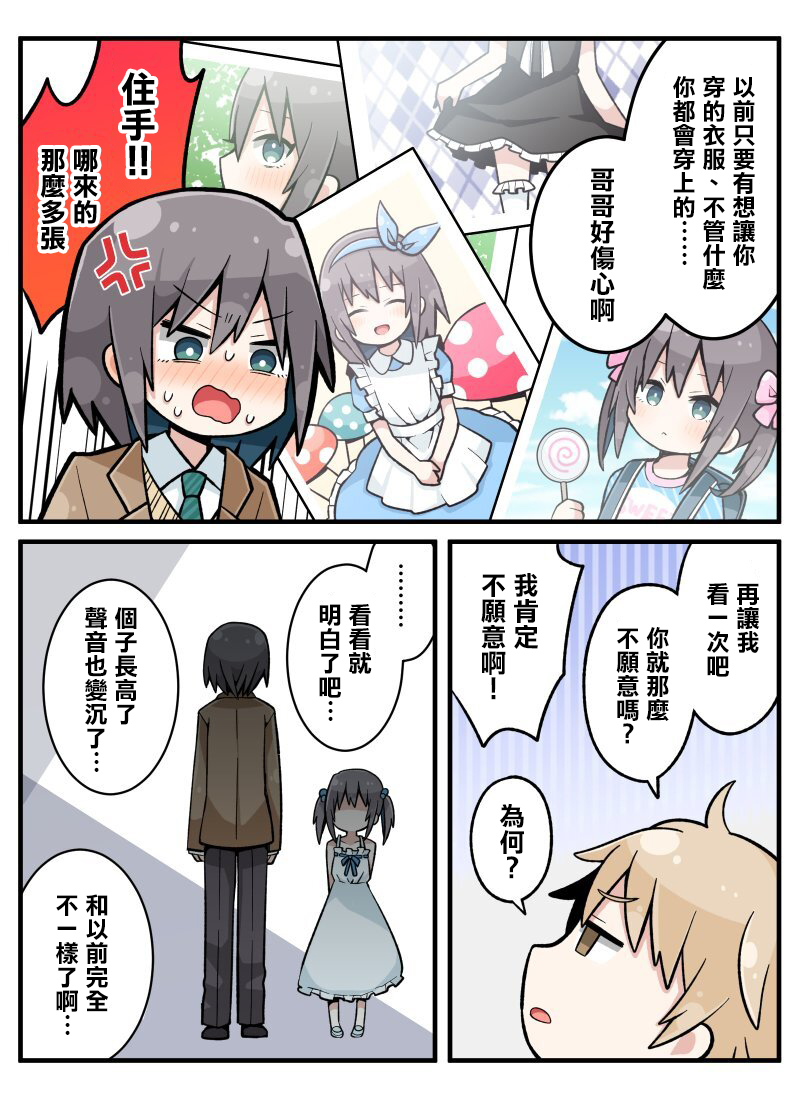 以前只要有想讓你
穿的衣服、不管什麼
你都會穿上的……
哥哥好傷心啊
住手!!
哪來的
那麼多張
SWEE
再讓我
看一次吧
你就那麼
不願意嗎？
我肯定
不願意啊！
為何？
………
看看就
明白了吧…
個子長高了
聲音也變沉了…
和以前完全
不一樣了啊…